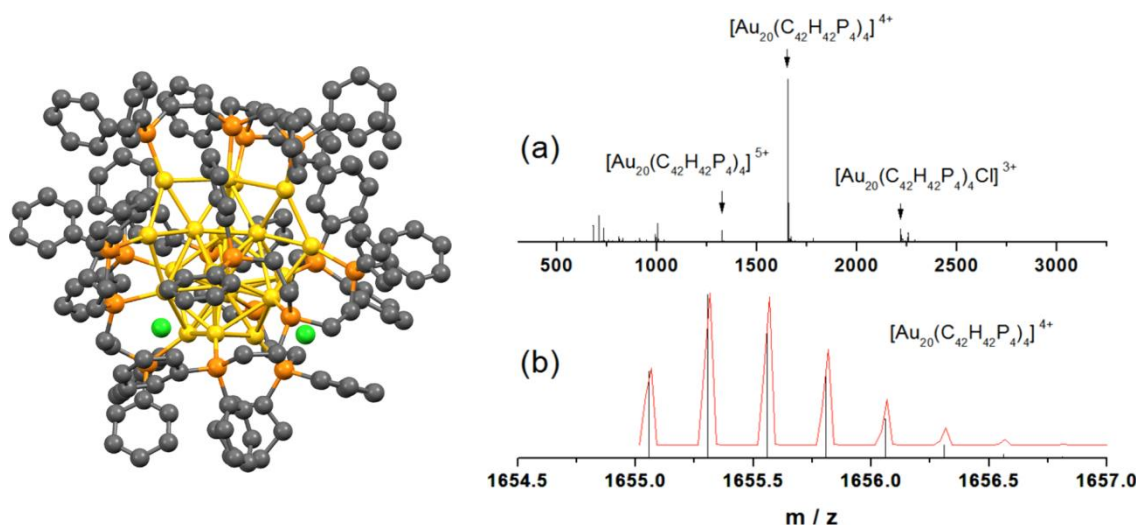 [Au₂₀(C₄₂H₄₂P₄)₄]⁴⁺
(a)
[Au₂₀(C₄₂H₄₂P₄)₄]⁵⁺
[Au₂₀(C₄₂H₄₂P₄)₄Cl]³⁺
500 1000 1500 2000 2500 3000
(b)
[Au₂₀(C₄₂H₄₂P₄)₄]⁴⁺
1654.5 1655.0 1655.5 1656.0 1656.5 1657.0
m / z